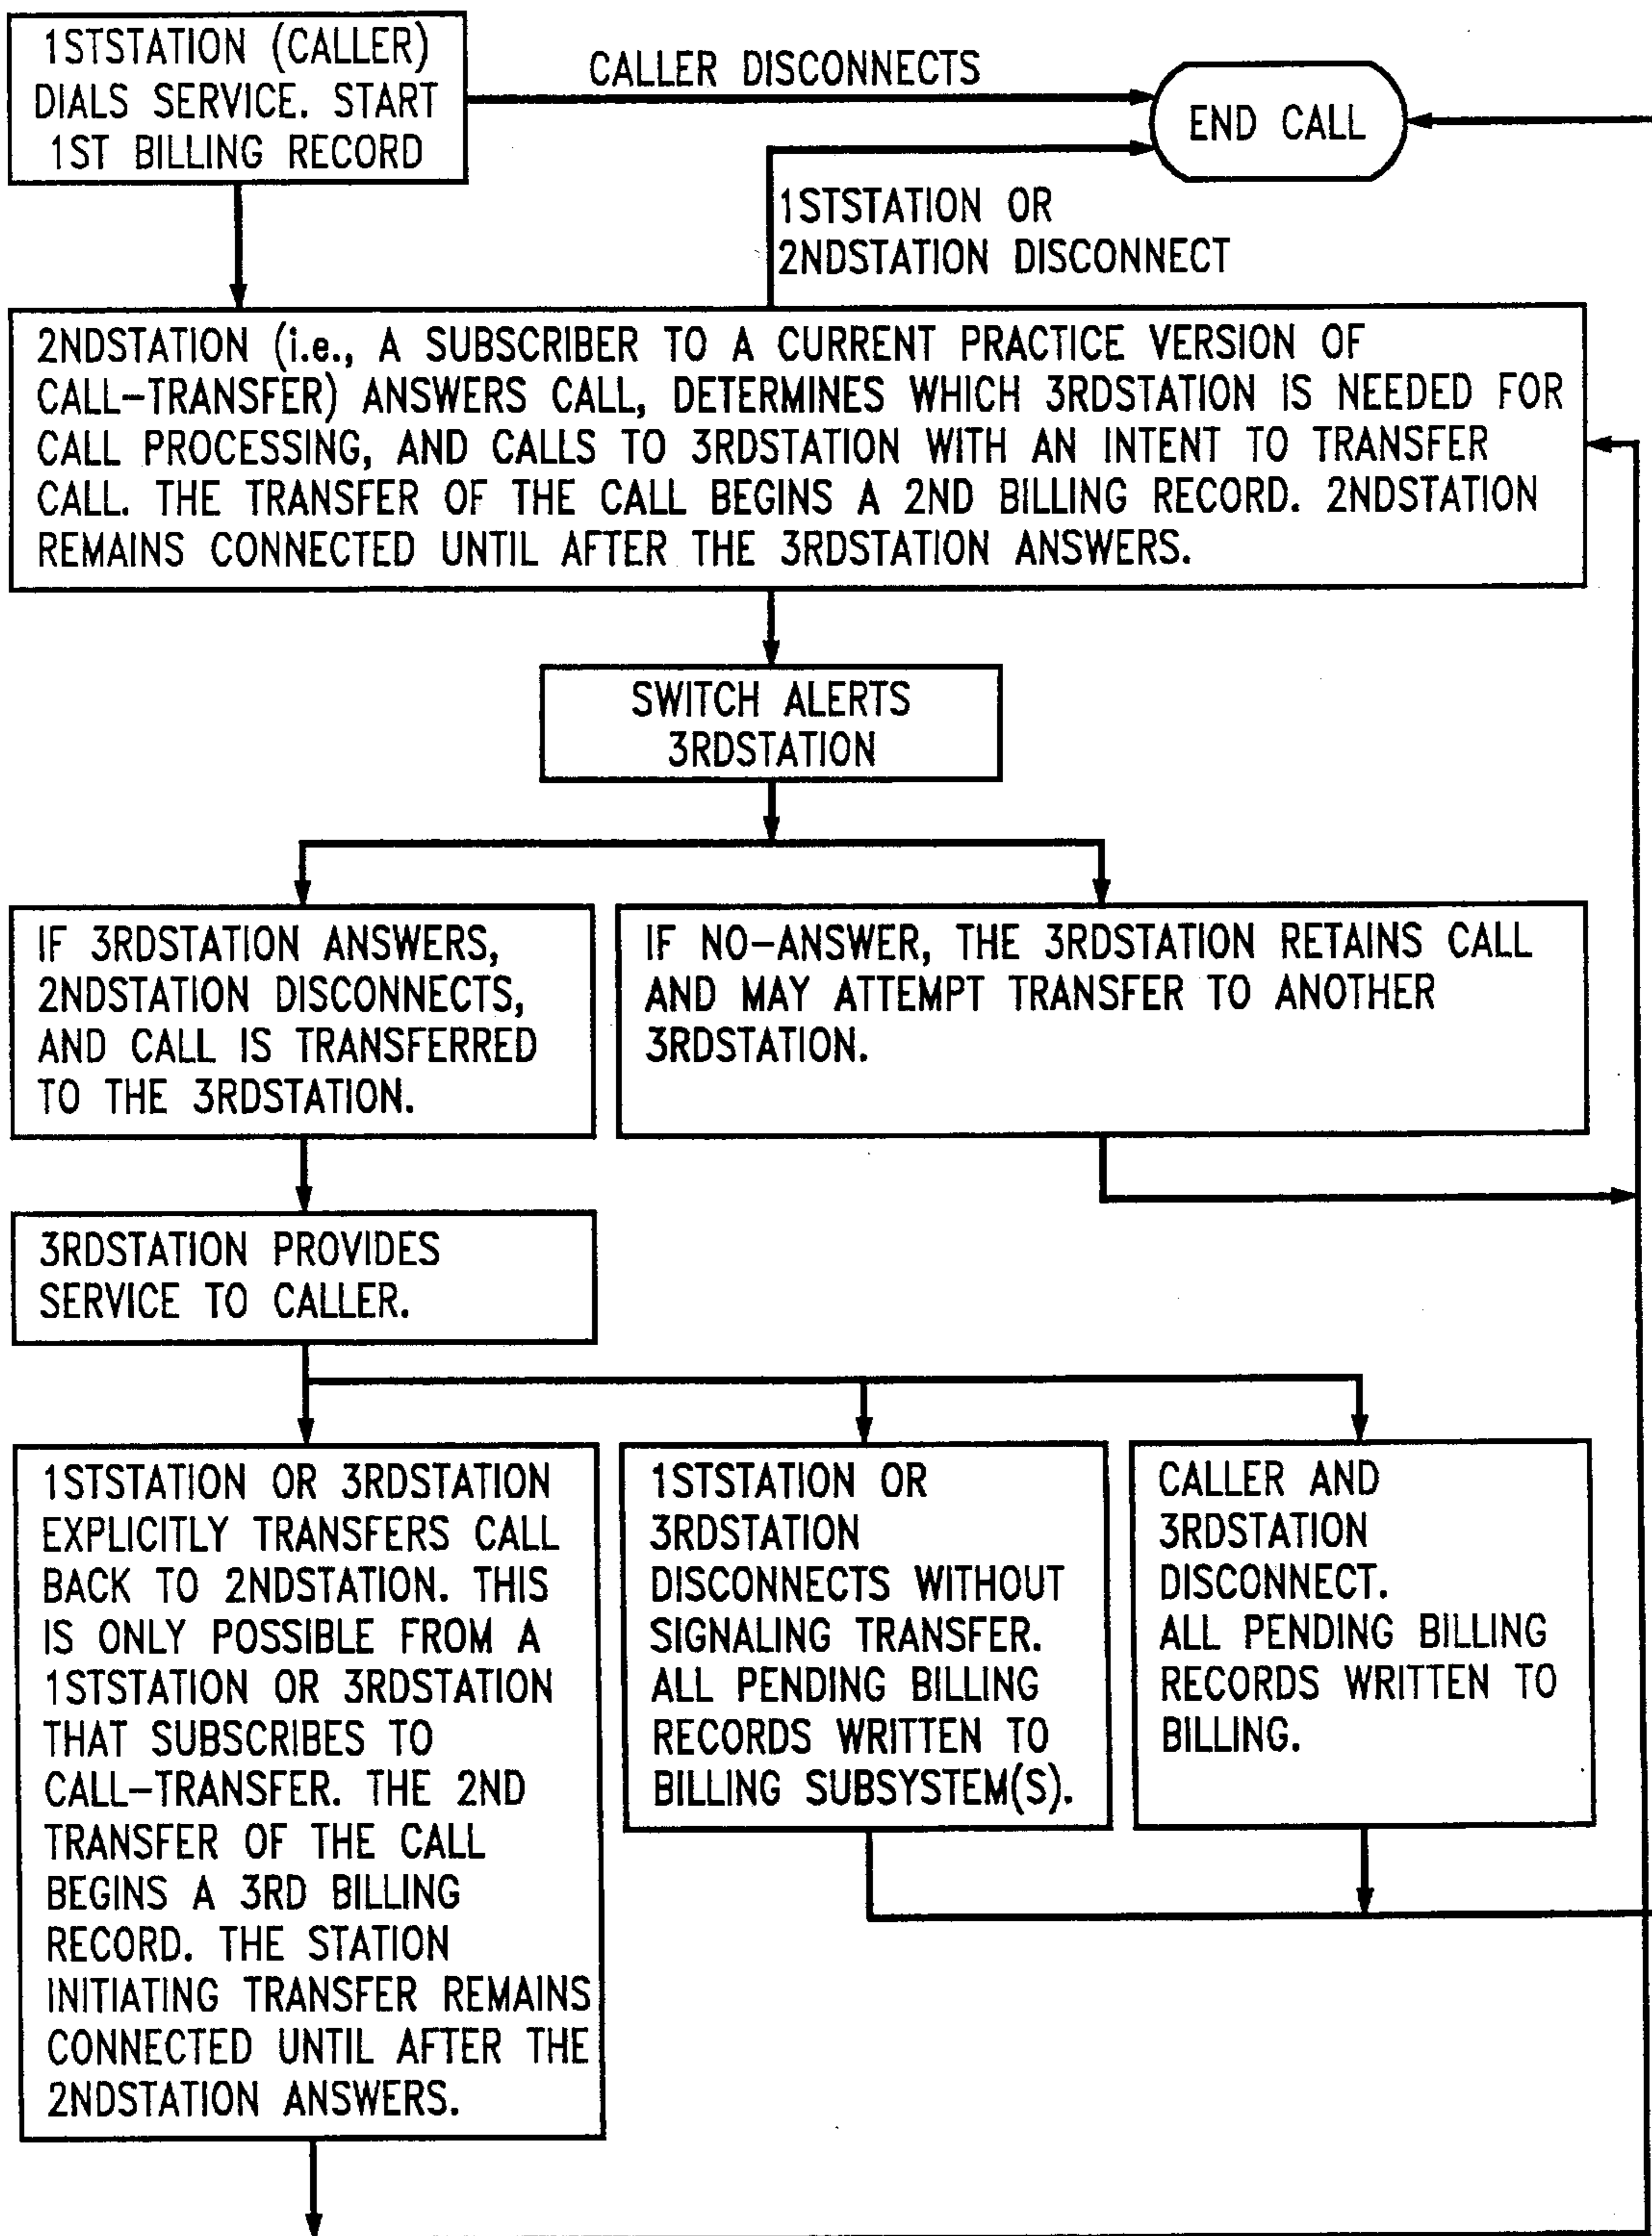 1STSTATION (CALLER)
DIALS SERVICE. START
1ST BILLING RECORD
CALLER DISCONNECTS
END CALL
1STSTATION OR
2NDSTATION DISCONNECT
2NDSTATION (i.e., A SUBSCRIBER TO A CURRENT PRACTICE VERSION OF
CALL-TRANSFER) ANSWERS CALL, DETERMINES WHICH 3RDSTATION IS NEEDED FOR
CALL PROCESSING, AND CALLS TO 3RDSTATION WITH AN INTENT TO TRANSFER
CALL. THE TRANSFER OF THE CALL BEGINS A 2ND BILLING RECORD. 2NDSTATION
REMAINS CONNECTED UNTIL AFTER THE 3RDSTATION ANSWERS.
SWITCH ALERTS
3RDSTATION
IF 3RDSTATION ANSWERS,
2NDSTATION DISCONNECTS,
AND CALL IS TRANSFERRED
TO THE 3RDSTATION.
IF NO-ANSWER, THE 3RDSTATION RETAINS CALL
AND MAY ATTEMPT TRANSFER TO ANOTHER
3RDSTATION.
3RDSTATION PROVIDES
SERVICE TO CALLER.
1STSTATION OR 3RDSTATION
EXPLICITLY TRANSFERS CALL
BACK TO 2NDSTATION. THIS
IS ONLY POSSIBLE FROM A
1STSTATION OR 3RDSTATION
THAT SUBSCRIBES TO
CALL-TRANSFER. THE 2ND
TRANSFER OF THE CALL
BEGINS A 3RD BILLING
RECORD. THE STATION
INITIATING TRANSFER REMAINS
CONNECTED UNTIL AFTER THE
2NDSTATION ANSWERS.
1STSTATION OR
3RDSTATION
DISCONNECTS WITHOUT
SIGNALING TRANSFER.
ALL PENDING BILLING
RECORDS WRITTEN TO
BILLING SUBSYSTEM(S).
CALLER AND
3RDSTATION
DISCONNECT.
ALL PENDING BILLING
RECORDS WRITTEN TO
BILLING.